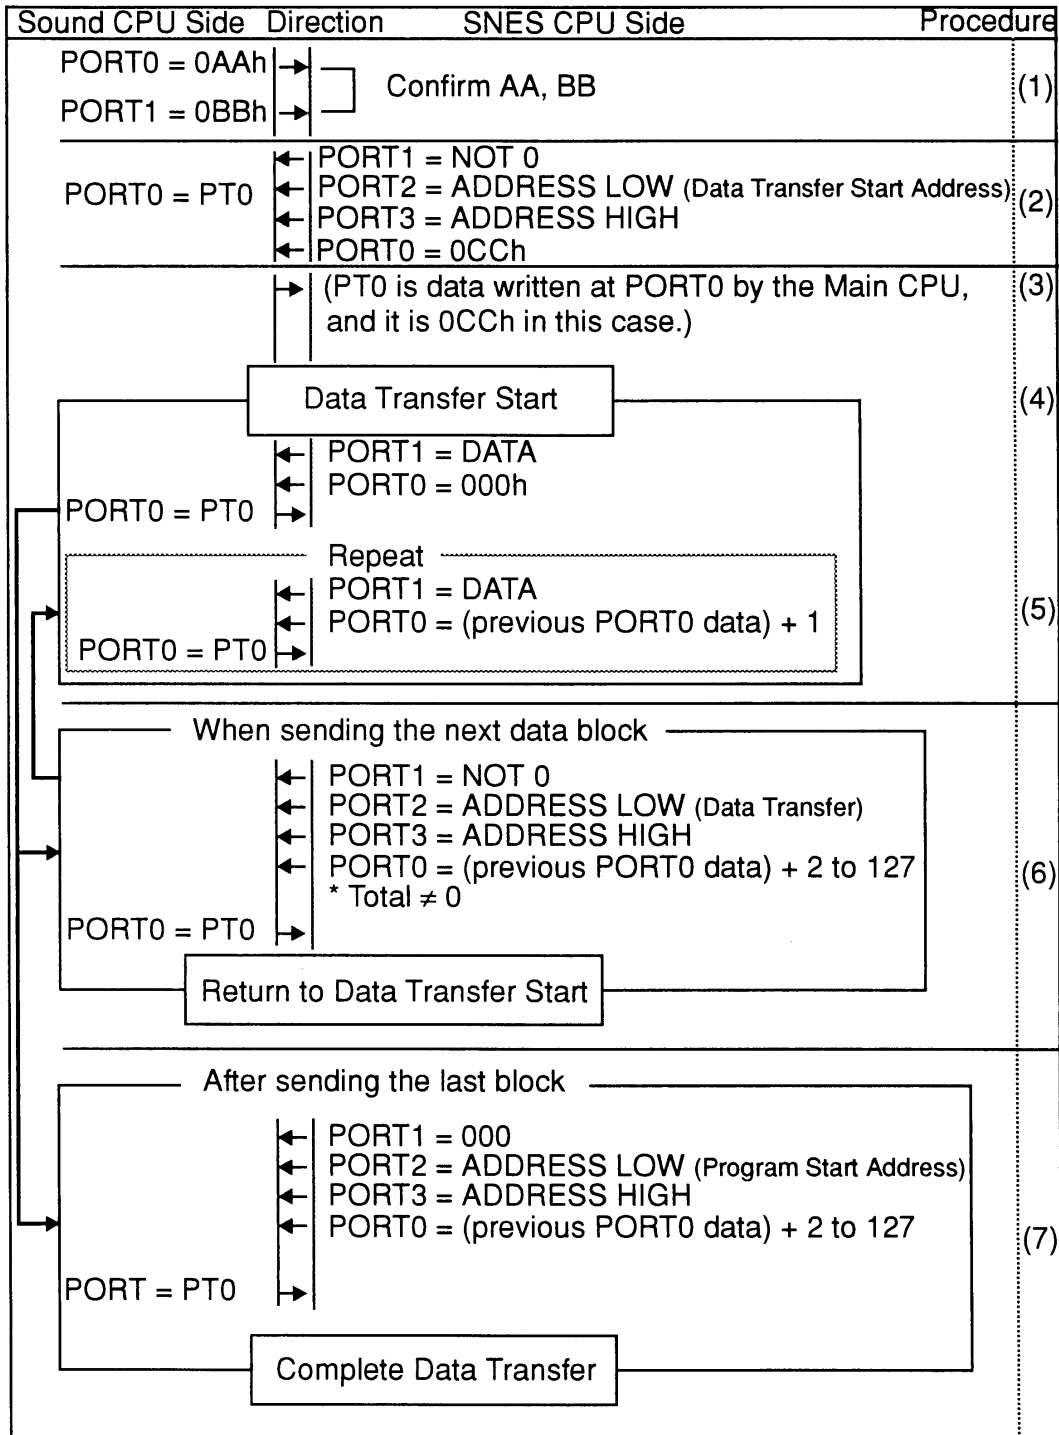 Sound CPU Side Direction SNES CPU Side Procedure
PORT0 = 0AAh
Confirm AA, BB (1)
PORT1 = 0BBh
PORT1 = NOT 0
PORT0 = PT0 PORT2 = ADDRESS LOW (Data Transfer Start Address) (2)
PORT3 = ADDRESS HIGH
PORT0 = 0CCh
(PT0 is data written at PORT0 by the Main CPU, (3)
and it is 0CCh in this case.)
Data Transfer Start (4)
PORT1 = DATA
PORT0 = 000h
PORT0 = PT0
Repeat
PORT1 = DATA
PORT0 = (previous PORT0 data) + 1 (5)
PORT0 = PT0
When sending the next data block
PORT1 = NOT 0
PORT2 = ADDRESS LOW (Data Transfer)
PORT3 = ADDRESS HIGH
PORT0 = (previous PORT0 data) + 2 to 127 (6)
* Total ≠ 0
PORT0 = PT0
Return to Data Transfer Start
After sending the last block
PORT1 = 000
PORT2 = ADDRESS LOW (Program Start Address)
PORT3 = ADDRESS HIGH
PORT0 = (previous PORT0 data) + 2 to 127 (7)
PORT = PT0
Complete Data Transfer